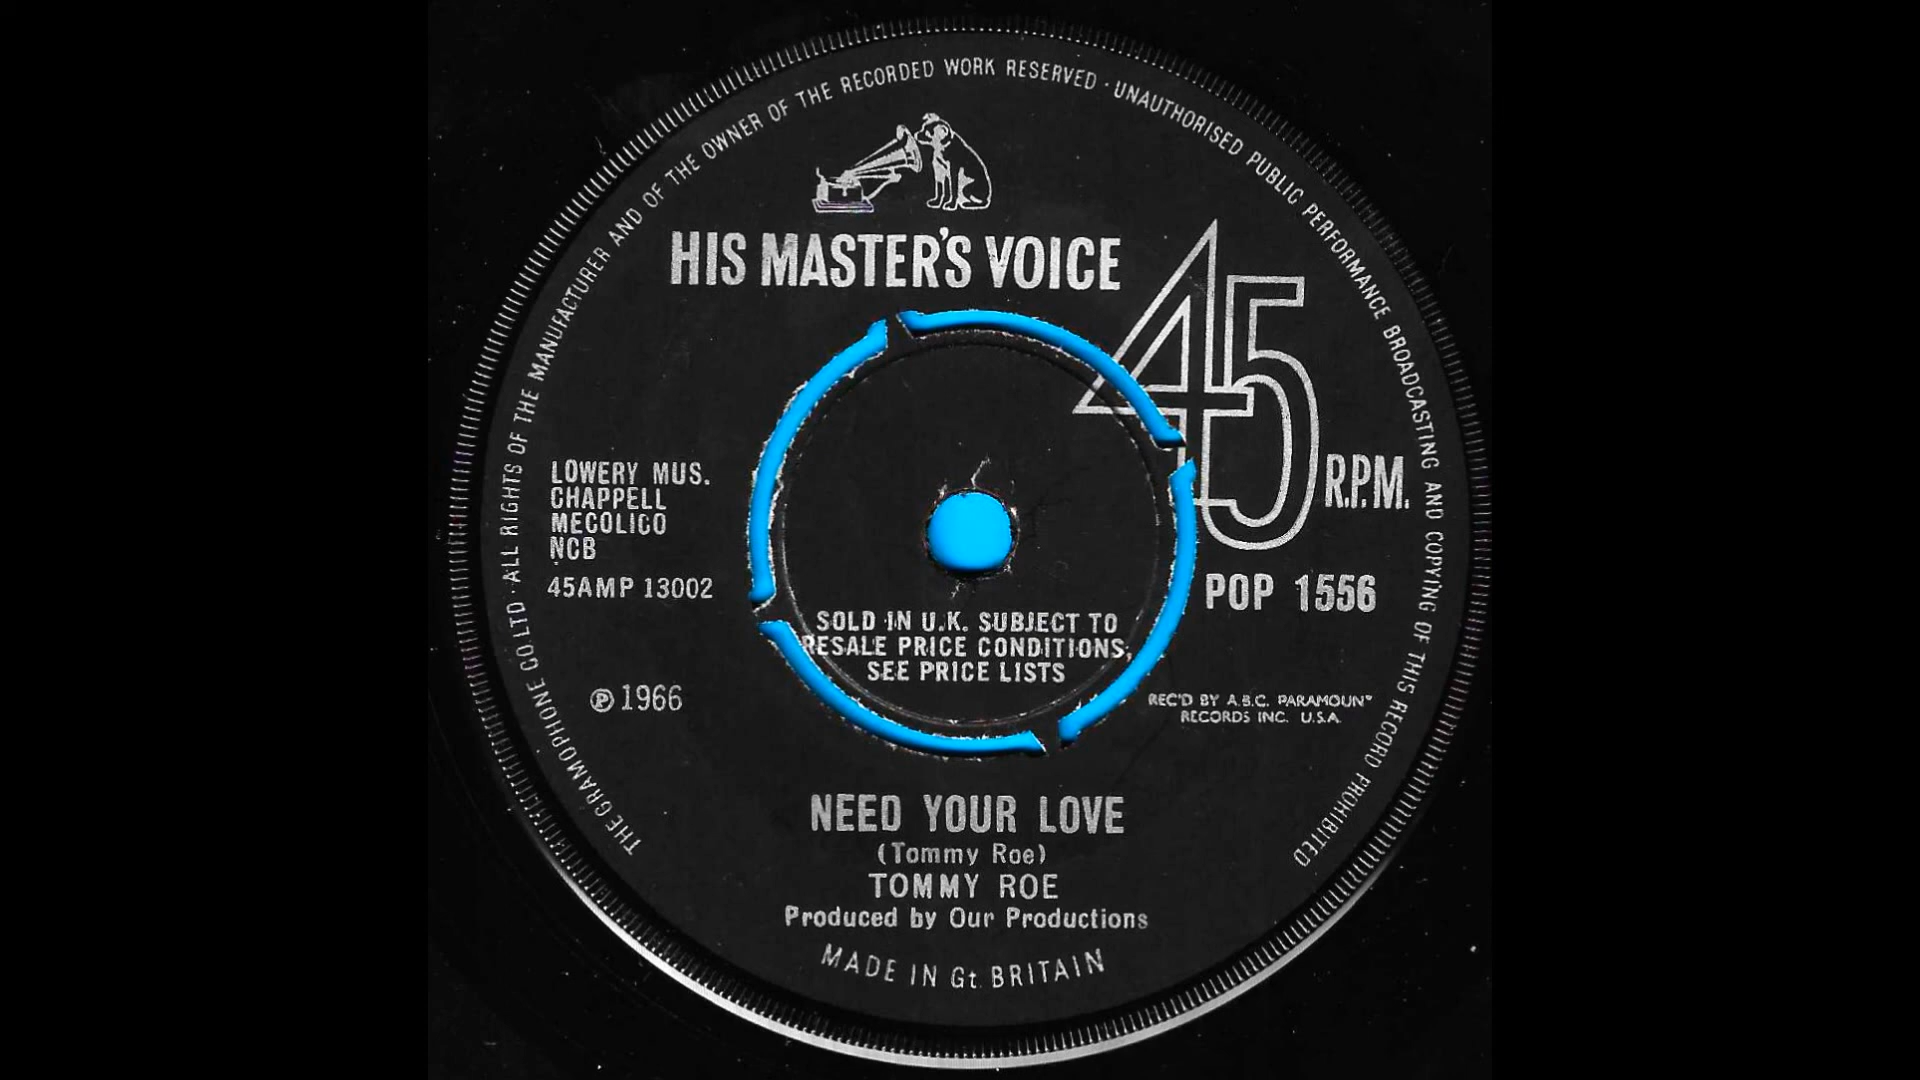 THE GRAMOPHONE CO LTD · ALL RIGHTS OF THE MANUFACTURER AND OF THE OWNER OF THE RECORDED WORK RESERVED · UNAUTHORISED PUBLIC PERFORMANCE BROADCASTING AND COPYING OF THIS RECORD PROHIBITED
HIS MASTER'S VOICE
45 R.P.M.
LOWERY MUS.
CHAPPELL
MECOLICO
NCB
45AMP 13002
POP 1556
SOLD IN U.K. SUBJECT TO
RESALE PRICE CONDITIONS,
SEE PRICE LISTS
℗ 1966
REC'D BY A.B.C. PARAMOUNT
RECORDS INC. U.S.A.
NEED YOUR LOVE
(Tommy Roe)
TOMMY ROE
Produced by Our Productions
MADE IN Gt. BRITAIN